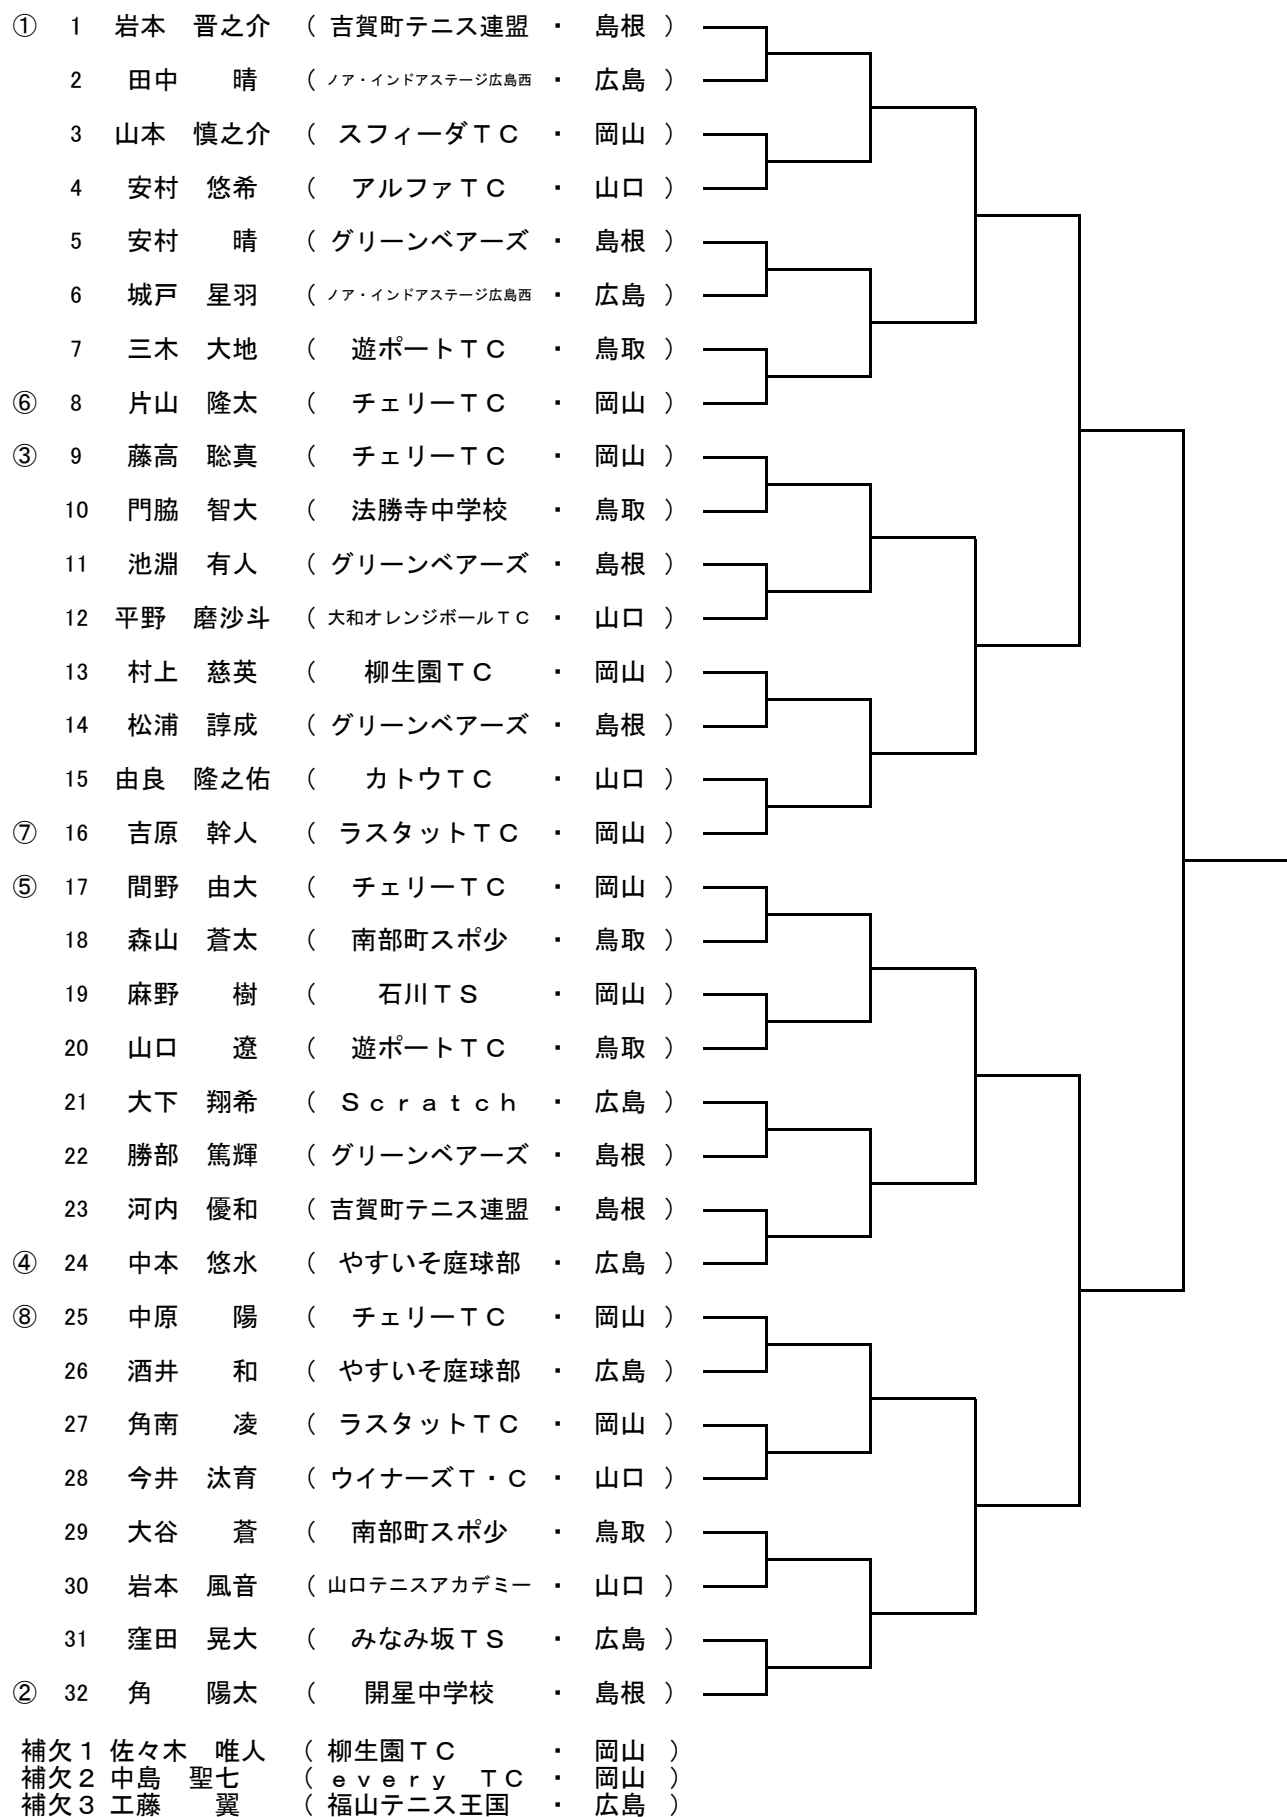 ① 1 岩本 晋之介 （ 吉賀町テニス連盟 ・ 島根 ）
2 田中 晴 （ ノア・インドアステージ広島西 ・ 広島 ）
3 山本 慎之介 （ スフィーダＴＣ ・ 岡山 ）
4 安村 悠希 （ アルファＴＣ ・ 山口 ）
5 安村 晴 （ グリーンベアーズ ・ 島根 ）
6 城戸 星羽 （ ノア・インドアステージ広島西 ・ 広島 ）
7 三木 大地 （ 遊ポートＴＣ ・ 鳥取 ）
⑥ 8 片山 隆太 （ チェリーＴＣ ・ 岡山 ）
③ 9 藤高 聡真 （ チェリーＴＣ ・ 岡山 ）
10 門脇 智大 （ 法勝寺中学校 ・ 鳥取 ）
11 池淵 有人 （ グリーンベアーズ ・ 島根 ）
12 平野 磨沙斗 （ 大和オレンジボールＴＣ ・ 山口 ）
13 村上 慈英 （ 柳生園ＴＣ ・ 岡山 ）
14 松浦 諄成 （ グリーンベアーズ ・ 島根 ）
15 由良 隆之佑 （ カトウＴＣ ・ 山口 ）
⑦ 16 吉原 幹人 （ ラスタットＴＣ ・ 岡山 ）
⑤ 17 間野 由大 （ チェリーＴＣ ・ 岡山 ）
18 森山 蒼太 （ 南部町スポ少 ・ 鳥取 ）
19 麻野 樹 （ 石川ＴＳ ・ 岡山 ）
20 山口 遼 （ 遊ポートＴＣ ・ 鳥取 ）
21 大下 翔希 （ Ｓｃｒａｔｃｈ ・ 広島 ）
22 勝部 篤輝 （ グリーンベアーズ ・ 島根 ）
23 河内 優和 （ 吉賀町テニス連盟 ・ 島根 ）
④ 24 中本 悠水 （ やすいそ庭球部 ・ 広島 ）
⑧ 25 中原 陽 （ チェリーＴＣ ・ 岡山 ）
26 酒井 和 （ やすいそ庭球部 ・ 広島 ）
27 角南 凌 （ ラスタットＴＣ ・ 岡山 ）
28 今井 汰育 （ ウイナーズＴ・Ｃ ・ 山口 ）
29 大谷 蒼 （ 南部町スポ少 ・ 鳥取 ）
30 岩本 風音 （ 山口テニスアカデミー ・ 山口 ）
31 窪田 晃大 （ みなみ坂ＴＳ ・ 広島 ）
② 32 角 陽太 （ 開星中学校 ・ 島根 ）
補欠１ 佐々木 唯人 （ 柳生園ＴＣ ・ 岡山 ）
補欠２ 中島 聖七 （ ｅｖｅｒｙ ＴＣ ・ 岡山 ）
補欠３ 工藤 翼 （ 福山テニス王国 ・ 広島 ）